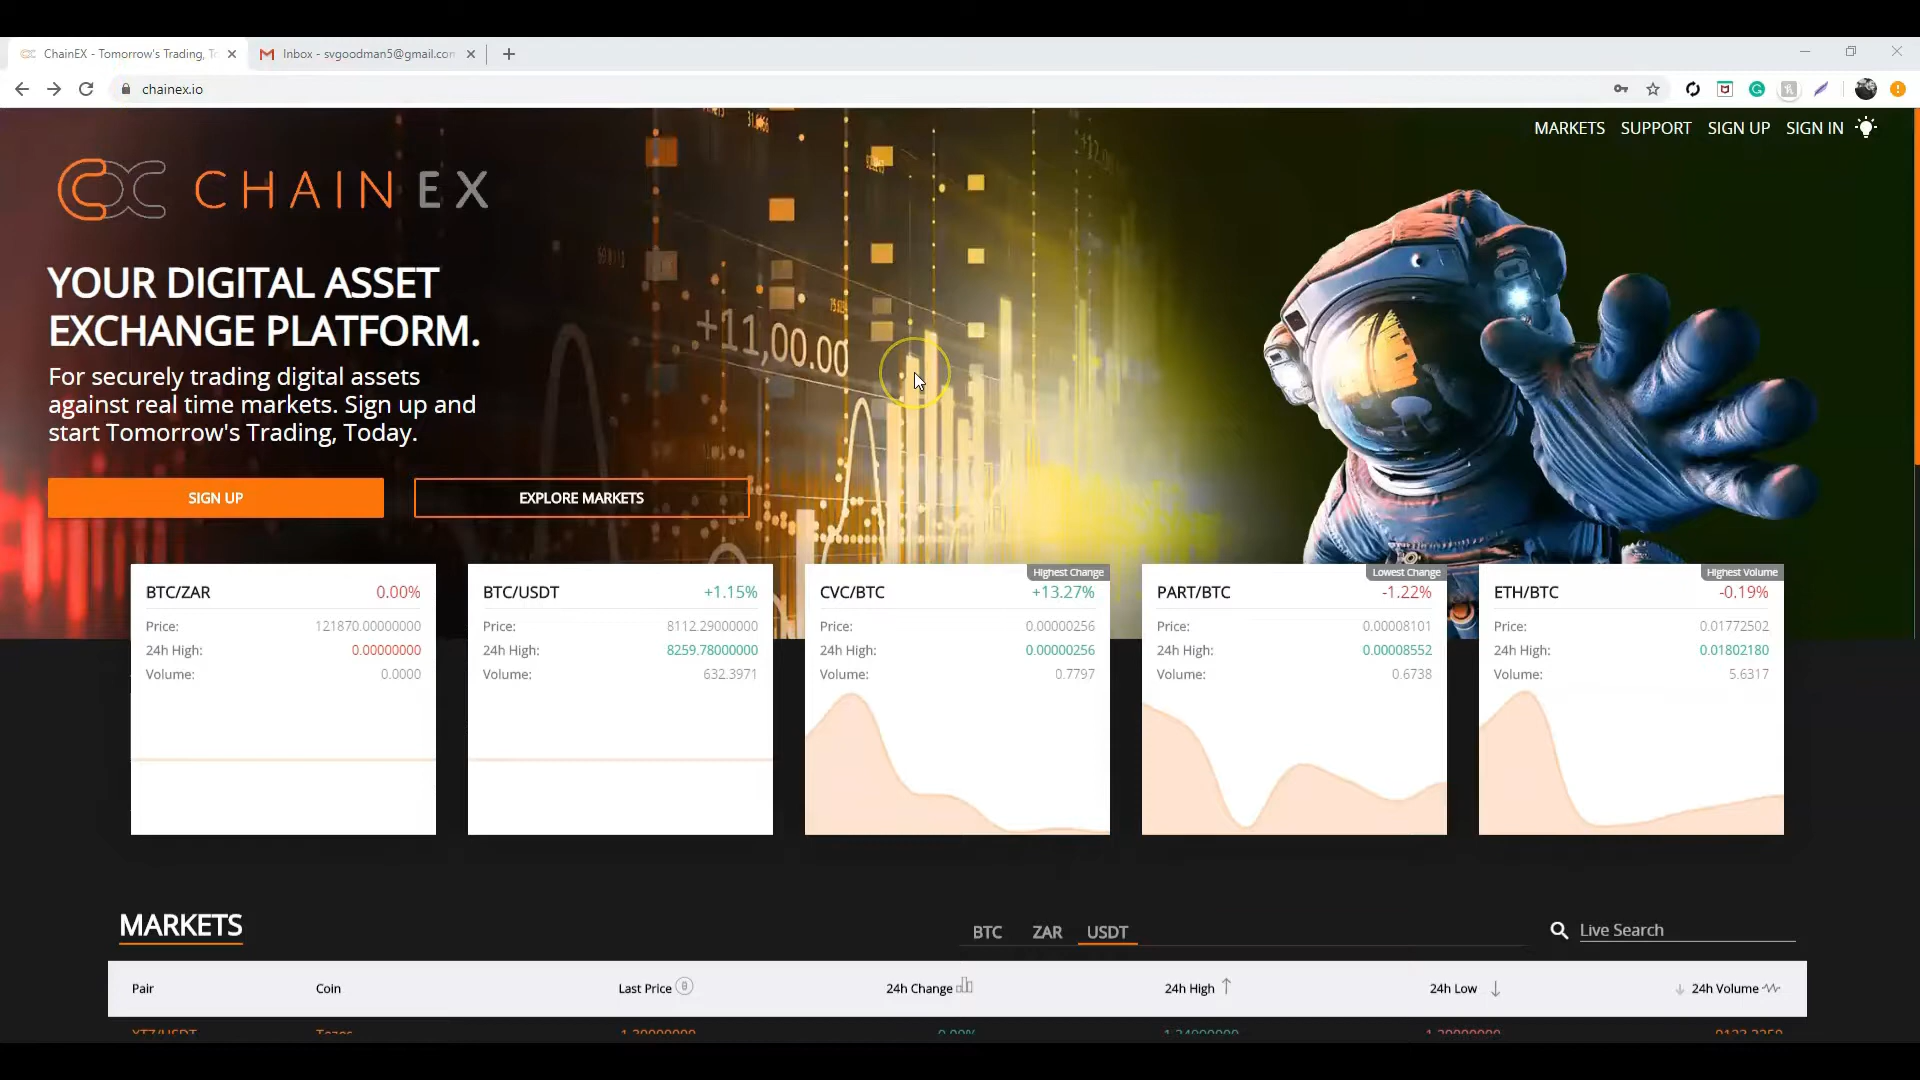 ChainEX - Tomorrow's Trading, To
Inbox - svgoodman5@gmail.com
chainex.io
MARKETS SUPPORT SIGN UP SIGN IN
CHAINEX
YOUR DIGITAL ASSET
EXCHANGE PLATFORM.
For securely trading digital assets
against real time markets. Sign up and
start Tomorrow's Trading, Today.
+11,00.00
SIGN UP
EXPLORE MARKETS
BTC/ZAR 0.00%
Price: 121870.00000000
24h High: 0.00000000
Volume: 0.0000
BTC/USDT +1.15%
Price: 8112.29000000
24h High: 8259.78000000
Volume: 632.3971
Highest Change
CVC/BTC +13.27%
Price: 0.00000256
24h High: 0.00000256
Volume: 0.7797
Lowest Change
PART/BTC -1.22%
Price: 0.00008101
24h High: 0.00008552
Volume: 0.6738
Highest Volume
ETH/BTC -0.19%
Price: 0.01772502
24h High: 0.01802180
Volume: 5.6317
MARKETS
BTC ZAR USDT
Live Search
Pair Coin Last Price 24h Change 24h High 24h Low 24h Volume
XTZ/USDT Tezos